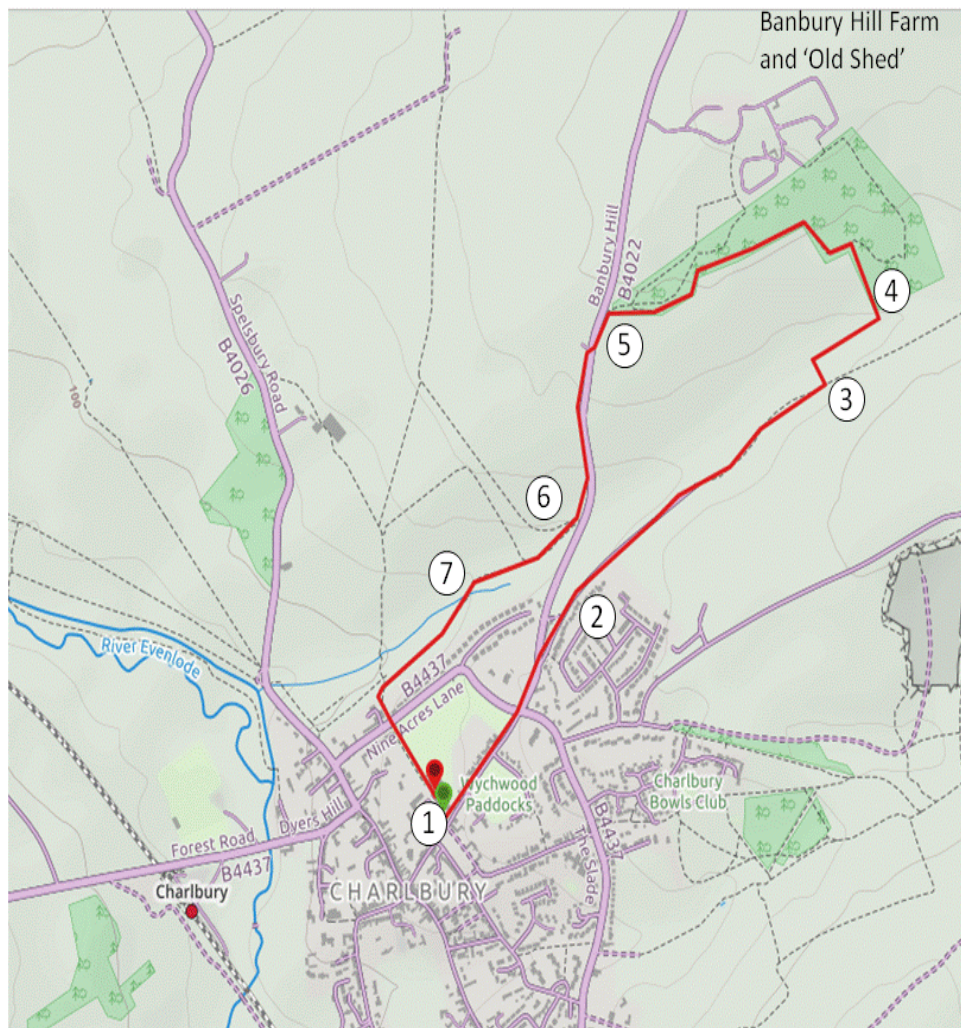 Banbury Hill Farm
and ‘Old Shed’
Banbury Hill
B4022
4
5
Spelsbury Road
B4026
100
3
6
7
2
River Evenlode
B4437
Nine Acres Lane
Wychwood
Paddocks
Charlbury
Bowls Club
1
Dyers Hill
Forest Road
B4437
The Slade
B4437
Charlbury
CHARLBURY